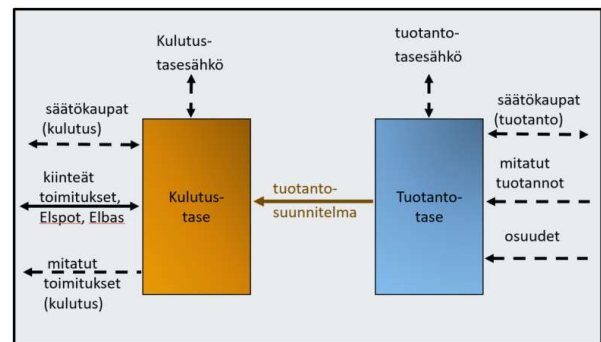 Kulutus-
tasesähkö
tuotanto-
tasesähkö
säätökaupat
(kulutus)
kiinteät
toimitukset,
Elspot, Elbas
mitatut
toimitukset
(kulutus)
Kulutus-
tase
tuotanto-
suunnitelma
Tuotanto-
tase
säätökaupat
(tuotanto)
mitatut
tuotannot
osuudet